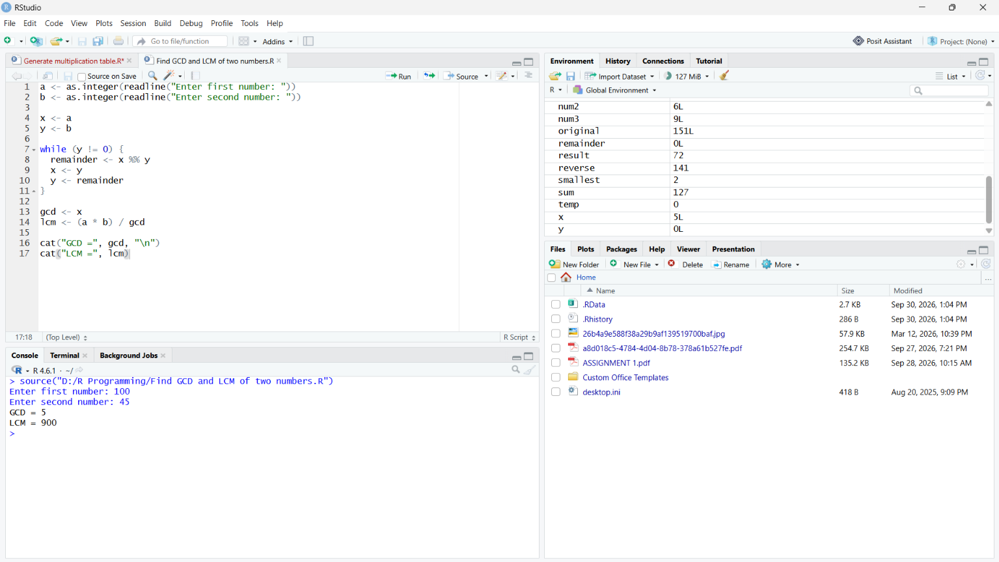 RStudio
File Edit Code View Plots Session Build Debug Profile Tools Help
Go to file/function Addins Posit Assistant Project: (None)
Generate multiplication table.R* Find GCD and LCM of two numbers.R
Source on Save Run Source
1 a <- as.integer(readline("Enter first number: "))
2 b <- as.integer(readline("Enter second number: "))
3
4 x <- a
5 y <- b
6
7 while (y != 0) {
8 remainder <- x %% y
9 x <- y
10 y <- remainder
11 }
12
13 gcd <- x
14 lcm <- (a * b) / gcd
15
16 cat("GCD =", gcd, "\n")
17 cat("LCM =", lcm)
17:18 (Top Level) R Script
Console Terminal Background Jobs
R 4.6.1 · ~/
> source("D:/R Programming/Find GCD and LCM of two numbers.R")
Enter first number: 100
Enter second number: 45
GCD = 5
LCM = 900
>
Environment History Connections Tutorial
Import Dataset 127 MiB List
R Global Environment
num2 6L
num3 9L
original 151L
remainder 0L
result 72
reverse 141
smallest 2
sum 127
temp 0
x 5L
y 0L
Files Plots Packages Help Viewer Presentation
New Folder New File Delete Rename More
Home ...
Name Size Modified
.RData 2.7 KB Sep 30, 2026, 1:04 PM
.Rhistory 286 B Sep 30, 2026, 1:04 PM
26b4a9e588f38a29b9af139519700baf.jpg 57.9 KB Mar 12, 2026, 10:39 PM
a8d018c5-4784-4d04-8b78-378a61b527fe.pdf 254.7 KB Sep 27, 2026, 7:21 PM
ASSIGNMENT 1.pdf 135.2 KB Sep 28, 2026, 10:15 AM
Custom Office Templates
desktop.ini 418 B Aug 20, 2025, 9:09 PM